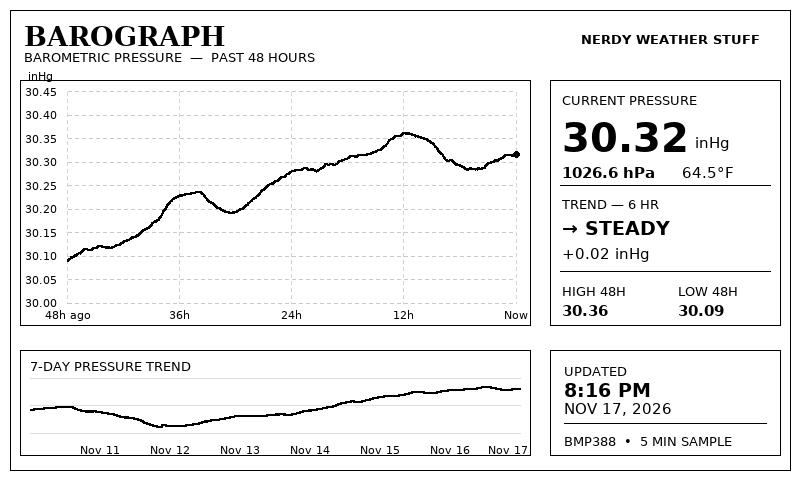 BAROGRAPH
BAROMETRIC PRESSURE — PAST 48 HOURS
NERDY WEATHER STUFF
inHg
30.45
30.40
30.35
30.30
30.25
30.20
30.15
30.10
30.05
30.00
48h ago 36h 24h 12h Now
CURRENT PRESSURE
30.32 inHg
1026.6 hPa 64.5°F
TREND — 6 HR
→ STEADY
+0.02 inHg
HIGH 48H LOW 48H
30.36 30.09
7-DAY PRESSURE TREND
Nov 11 Nov 12 Nov 13 Nov 14 Nov 15 Nov 16 Nov 17
UPDATED
8:16 PM
NOV 17, 2026
BMP388 • 5 MIN SAMPLE